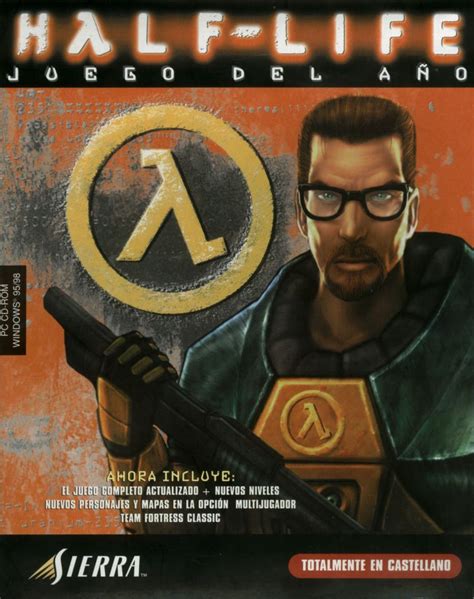 HALF-LIFE
JUEGO DEL AÑO
PC CD-ROM
WINDOWS® 95/98
AHORA INCLUYE:
EL JUEGO COMPLETO ACTUALIZADO + NUEVOS NIVELES
NUEVOS PERSONAJES Y MAPAS EN LA OPCIÓN MULTIJUGADOR
TEAM FORTRESS CLASSIC
SIERRA™
TOTALMENTE EN CASTELLANO